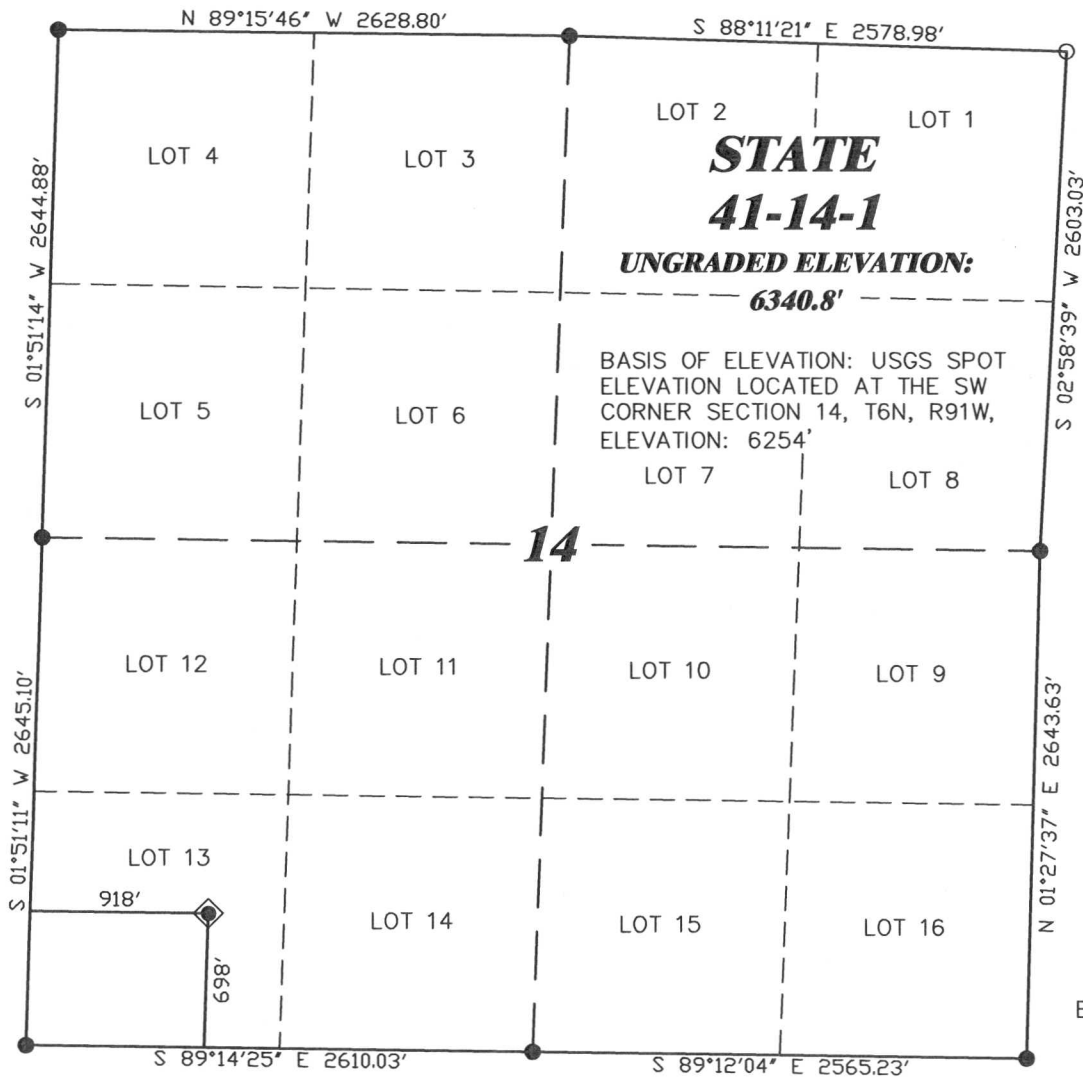 N 89°15'46" W 2628.80'
S 88°11'21" E 2578.98'
LOT 4
LOT 3
LOT 2
LOT 1
STATE
41-14-1
UNGRADED ELEVATION:
6340.8'
S 01°51'14" W 2644.88'
S 02°58'39" W 2603.03'
BASIS OF ELEVATION: USGS SPOT
ELEVATION LOCATED AT THE SW
CORNER SECTION 14, T6N, R91W,
ELEVATION: 6254'
LOT 5
LOT 6
LOT 7
LOT 8
14
LOT 12
LOT 11
LOT 10
LOT 9
S 01°51'11" W 2645.10'
N 01°27'37" E 2643.63'
LOT 13
918'
698'
LOT 14
LOT 15
LOT 16
E
S 89°14'25" E 2610.03'
S 89°12'04" E 2565.23'